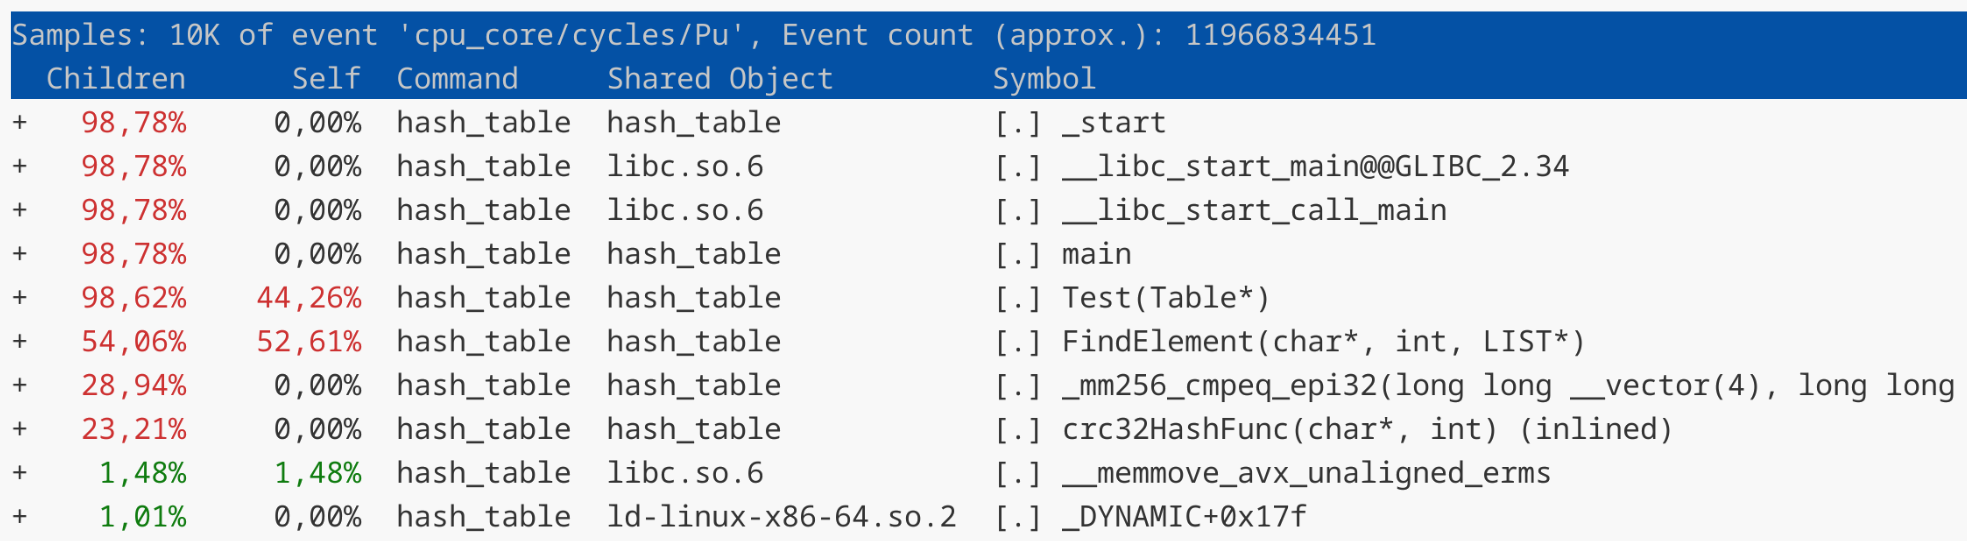 Samples: 10K of event 'cpu_core/cycles/Pu', Event count (approx.): 11966834451
Children Self Command Shared Object Symbol
+ 98,78% 0,00% hash_table hash_table [.] _start
+ 98,78% 0,00% hash_table libc.so.6 [.] __libc_start_main@@GLIBC_2.34
+ 98,78% 0,00% hash_table libc.so.6 [.] __libc_start_call_main
+ 98,78% 0,00% hash_table hash_table [.] main
+ 98,62% 44,26% hash_table hash_table [.] Test(Table*)
+ 54,06% 52,61% hash_table hash_table [.] FindElement(char*, int, LIST*)
+ 28,94% 0,00% hash_table hash_table [.] _mm256_cmpeq_epi32(long long __vector(4), long long
+ 23,21% 0,00% hash_table hash_table [.] crc32HashFunc(char*, int) (inlined)
+ 1,48% 1,48% hash_table libc.so.6 [.] __memmove_avx_unaligned_erms
+ 1,01% 0,00% hash_table ld-linux-x86-64.so.2 [.] _DYNAMIC+0x17f